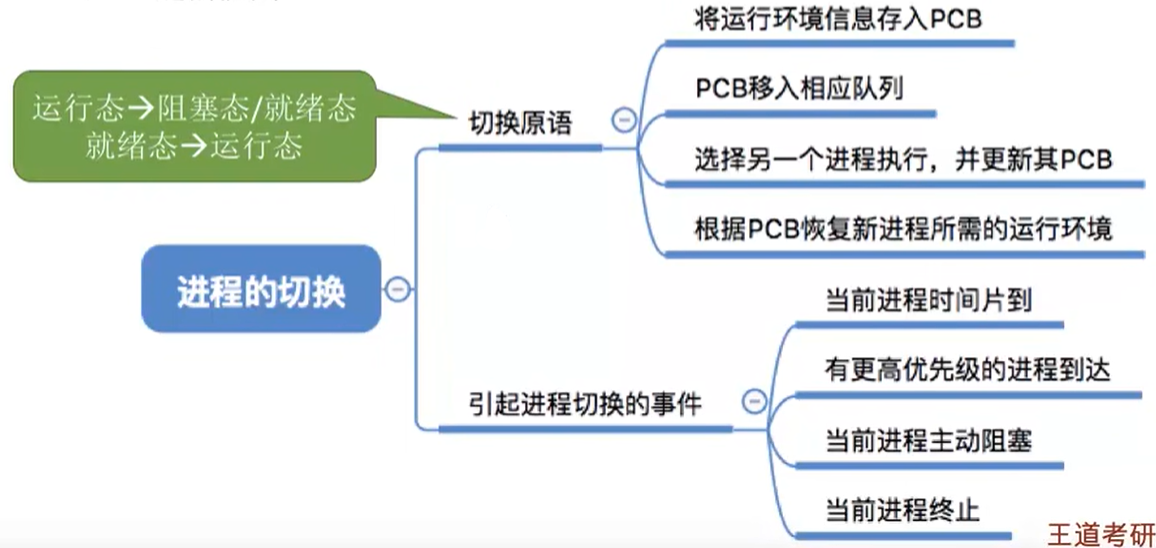 将运行环境信息存入PCB
PCB移入相应队列
运行态→阻塞态/就绪态
就绪态→运行态
切换原语
选择另一个进程执行，并更新其PCB
根据PCB恢复新进程所需的运行环境
进程的切换
当前进程时间片到
有更高优先级的进程到达
引起进程切换的事件
当前进程主动阻塞
当前进程终止
王道考研